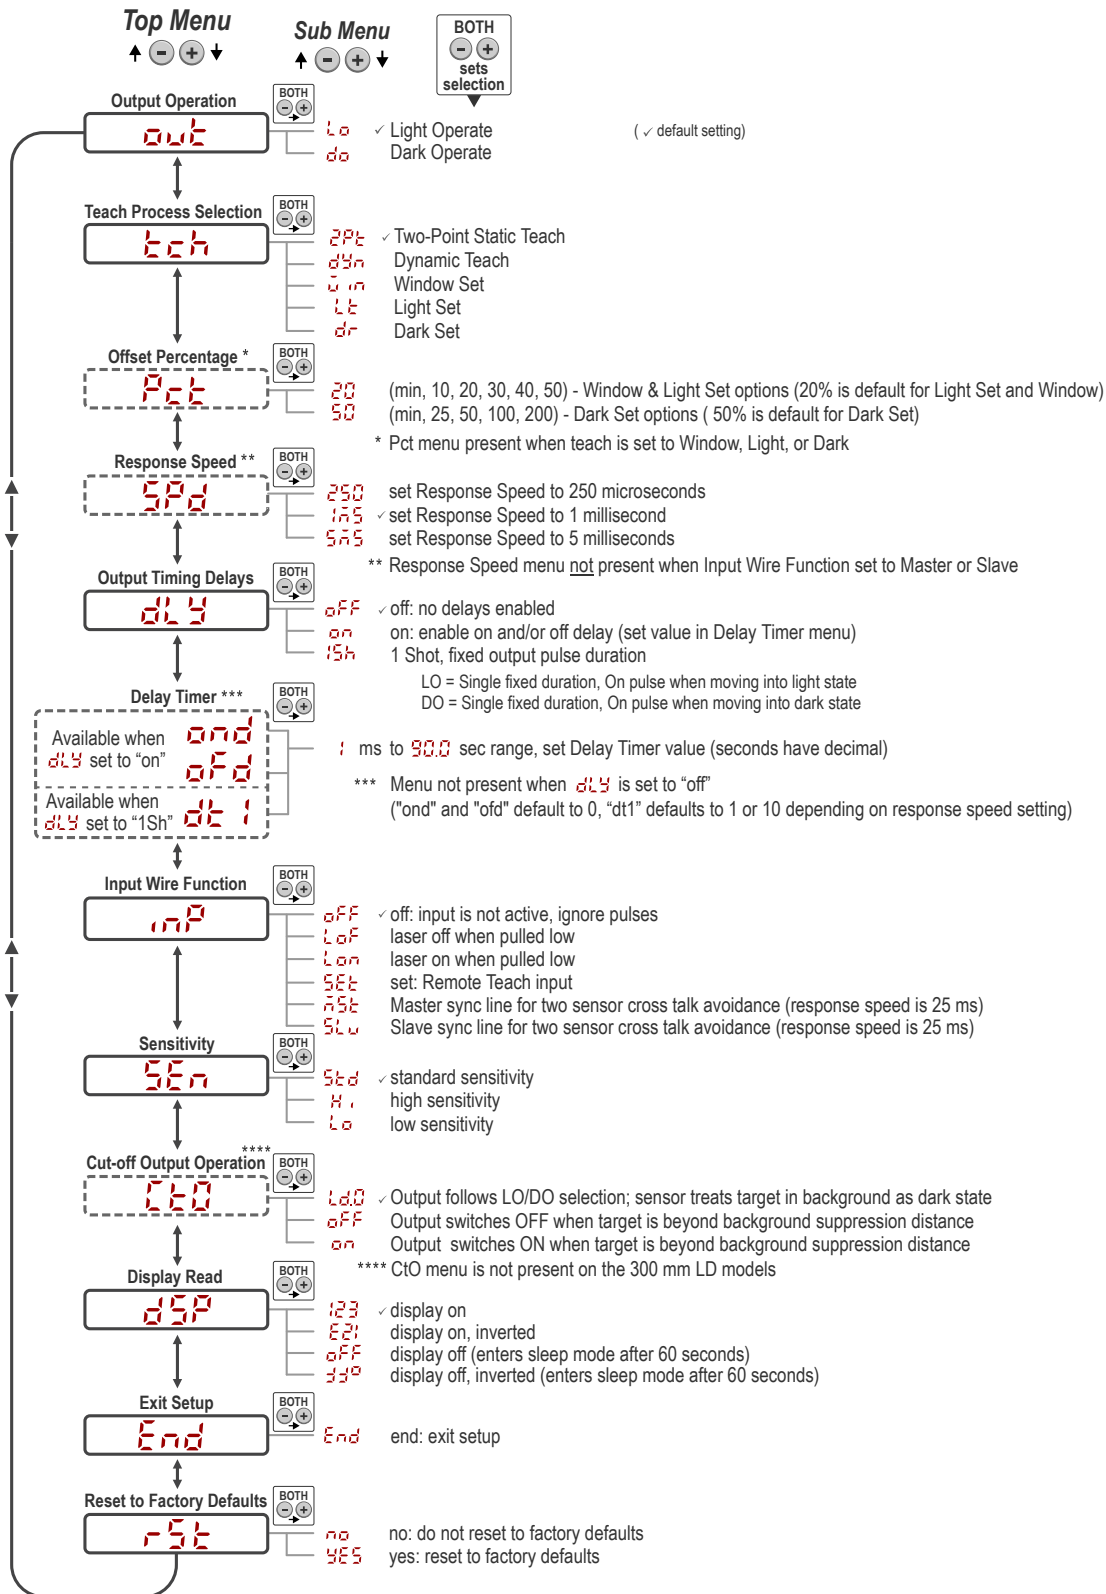 Top Menu
Sub Menu
BOTH
- +
sets
selection
- +
- +
Output Operation
BOTH
- +
out
Lo ✓ Light Operate
( ✓ default setting)
do Dark Operate
Teach Process Selection
BOTH
- +
tch
2Pt ✓ Two-Point Static Teach
dYn Dynamic Teach
Win Window Set
Lt Light Set
dr Dark Set
Offset Percentage *
BOTH
- +
Pct
20 (min, 10, 20, 30, 40, 50) - Window & Light Set options (20% is default for Light Set and Window)
50 (min, 25, 50, 100, 200) - Dark Set options ( 50% is default for Dark Set)
* Pct menu present when teach is set to Window, Light, or Dark
Response Speed **
BOTH
- +
SPd
250 set Response Speed to 250 microseconds
1mS ✓ set Response Speed to 1 millisecond
5mS set Response Speed to 5 milliseconds
** Response Speed menu not present when Input Wire Function set to Master or Slave
Output Timing Delays
BOTH
- +
dLY
oFF ✓ off: no delays enabled
on on: enable on and/or off delay (set value in Delay Timer menu)
1Sh 1 Shot, fixed output pulse duration
LO = Single fixed duration, On pulse when moving into light state
DO = Single fixed duration, On pulse when moving into dark state
Delay Timer ***
BOTH
- +
Available when
dLY set to “on”
ond
oFd
1 ms to 90.0 sec range, set Delay Timer value (seconds have decimal)
*** Menu not present when dLY is set to “off”
("ond" and "ofd" default to 0, “dt1” defaults to 1 or 10 depending on response speed setting)
Available when
dLY set to “1Sh”
dt1
Input Wire Function
BOTH
- +
inP
oFF ✓ off: input is not active, ignore pulses
LoF laser off when pulled low
Lon laser on when pulled low
SEt set: Remote Teach input
mSt Master sync line for two sensor cross talk avoidance (response speed is 25 ms)
SLv Slave sync line for two sensor cross talk avoidance (response speed is 25 ms)
Sensitivity
BOTH
- +
SEn
Std ✓ standard sensitivity
Hi high sensitivity
Lo low sensitivity
Cut-off Output Operation ****
BOTH
- +
CtO
Ld.O ✓ Output follows LO/DO selection; sensor treats target in background as dark state
oFF Output switches OFF when target is beyond background suppression distance
on Output switches ON when target is beyond background suppression distance
**** CtO menu is not present on the 300 mm LD models
Display Read
BOTH
- +
dSP
123 ✓ display on
E21 display on, inverted
oFF display off (enters sleep mode after 60 seconds)
display off, inverted (enters sleep mode after 60 seconds)
Exit Setup
BOTH
- +
End
End end: exit setup
Reset to Factory Defaults
BOTH
- +
rSt
no no: do not reset to factory defaults
YES yes: reset to factory defaults